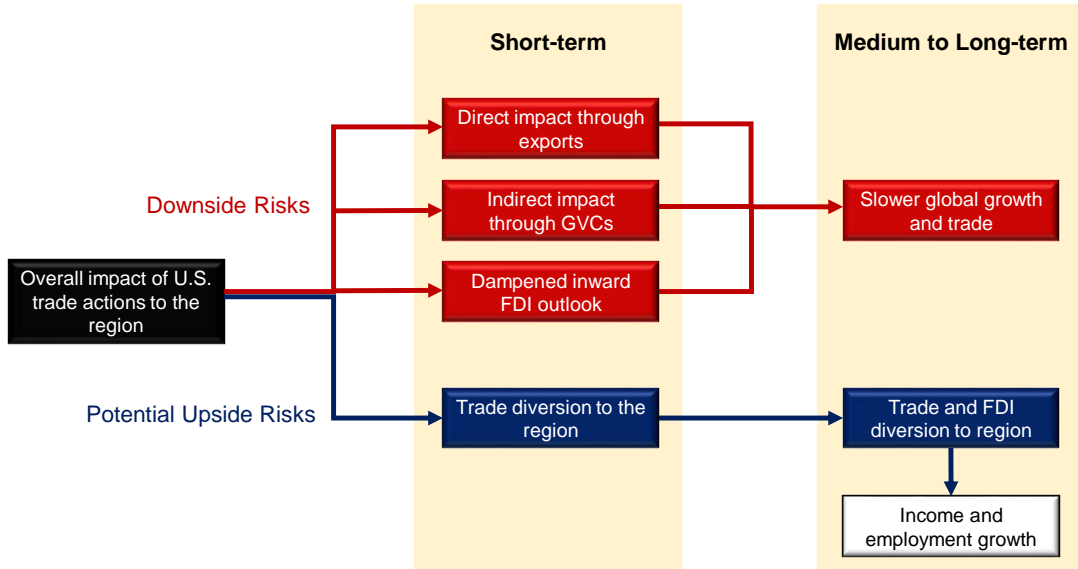 Short-term
Medium to Long-term
Direct impact through
exports
Downside Risks
Indirect impact
through GVCs
Slower global growth
and trade
Overall impact of U.S.
trade actions to the
region
Dampened inward
FDI outlook
Potential Upside Risks
Trade diversion to the
region
Trade and FDI
diversion to region
Income and
employment growth